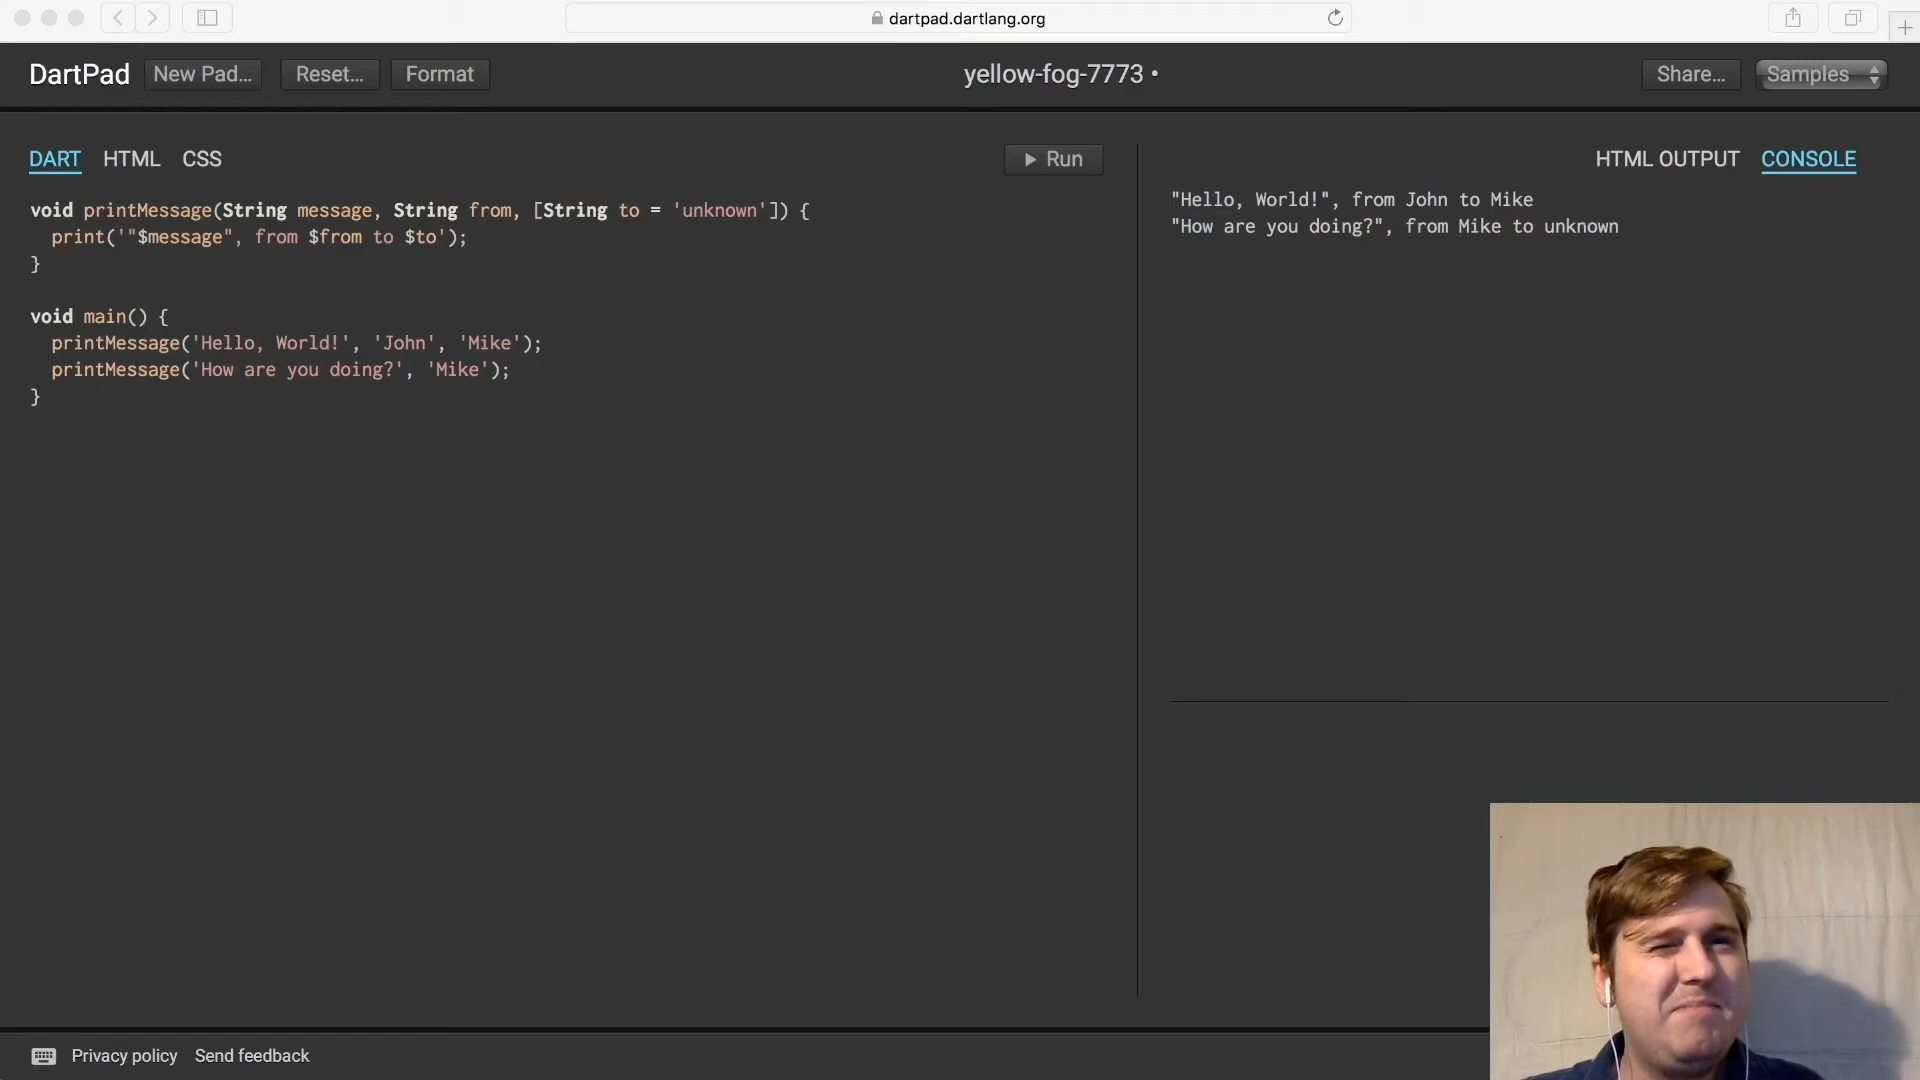 dartpad.dartlang.org
DartPad New Pad... Reset... Format yellow-fog-7773 • Share... Samples
DART HTML CSS Run HTML OUTPUT CONSOLE
void printMessage(String message, String from, [String to = 'unknown']) {
  print('"$message", from $from to $to');
}
void main() {
  printMessage('Hello, World!', 'John', 'Mike');
  printMessage('How are you doing?', 'Mike');
}
"Hello, World!", from John to Mike
"How are you doing?", from Mike to unknown
Privacy policy Send feedback